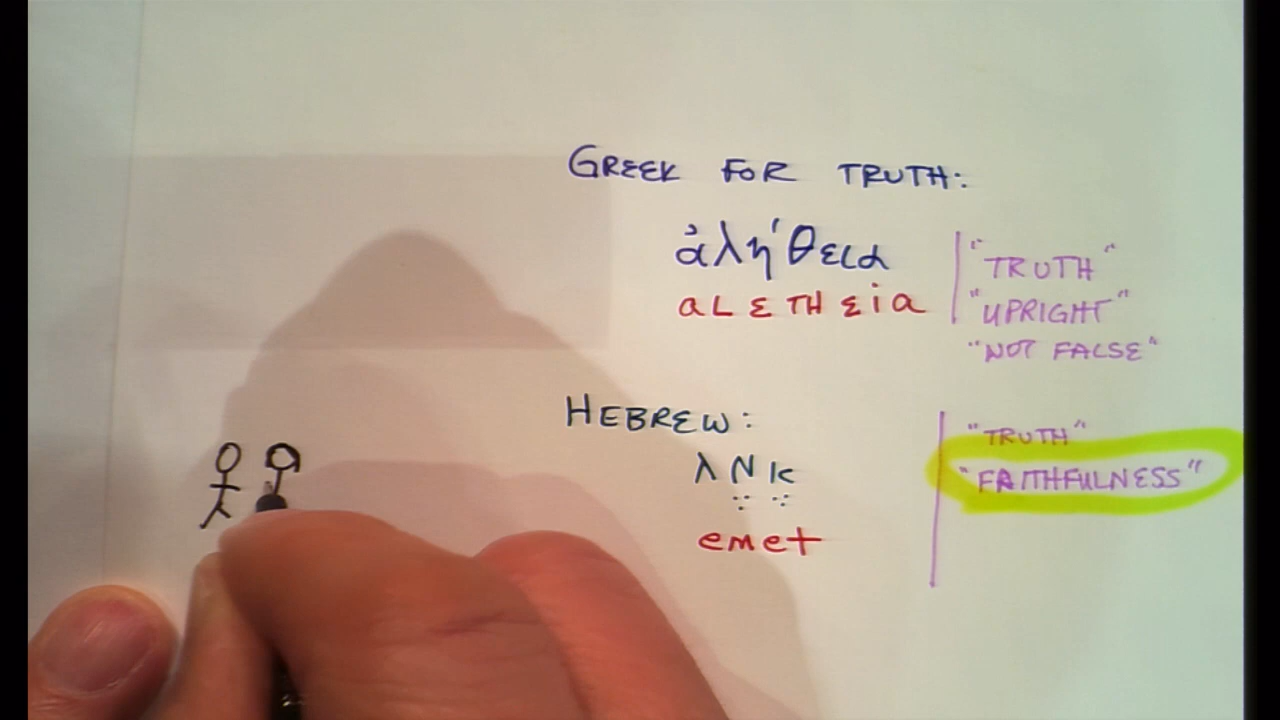 GREEK FOR TRUTH:
ἀλήθεια
aLETHEia
"TRUTH"
"UPRIGHT"
"NOT FALSE"
HEBREW:
אֱמֶת
emet
"TRUTH"
"FAITHFULNESS"